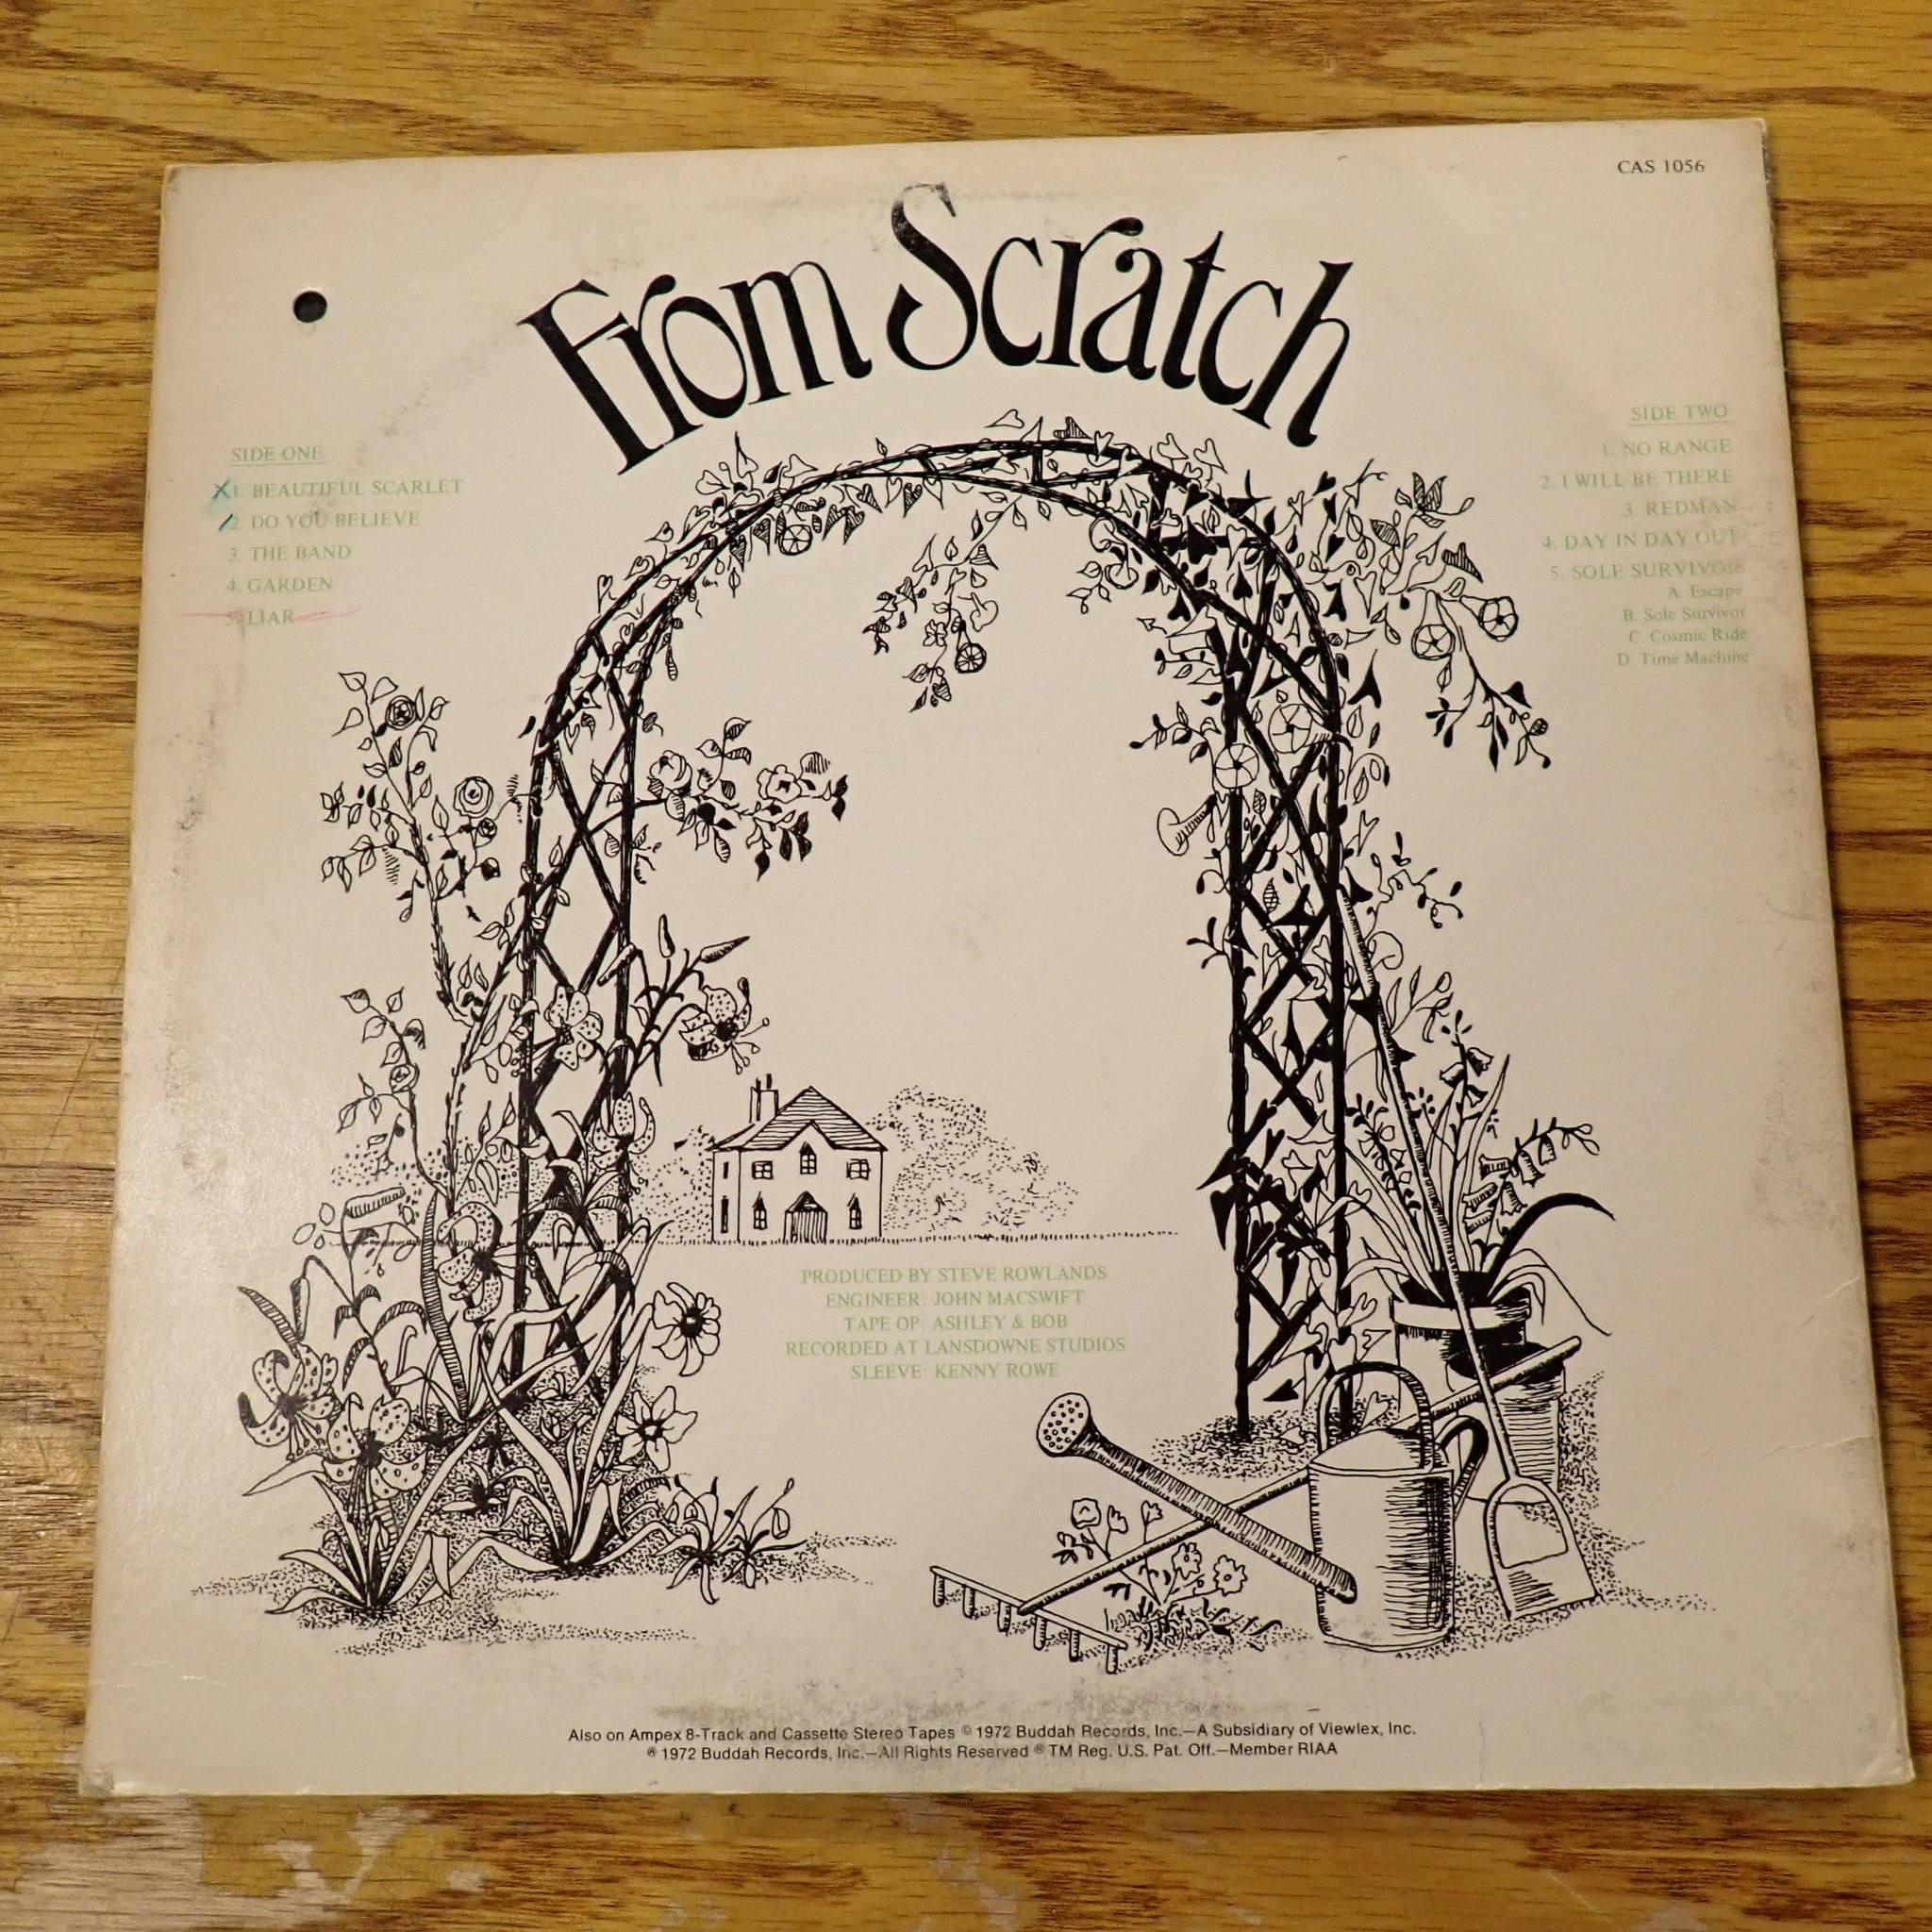 CAS 1056
From Scratch
SIDE ONE
X1. BEAUTIFUL SCARLET
/2. DO YOU BELIEVE
3. THE BAND
4. GARDEN
5. LIAR
SIDE TWO
1. NO RANGE
2. I WILL BE THERE
3. REDMAN
4. DAY IN DAY OUT
5. SOLE SURVIVOR
A. Escape
B. Sole Survivor
C. Cosmic Ride
D. Time Machine
PRODUCED BY STEVE ROWLANDS
ENGINEER: JOHN MACSWIFT
TAPE OP: ASHLEY & BOB
RECORDED AT LANSDOWNE STUDIOS
SLEEVE: KENNY ROWE
Also on Ampex 8-Track and Cassette Stereo Tapes © 1972 Buddah Records, Inc.—A Subsidiary of Viewlex, Inc.
℗ 1972 Buddah Records, Inc.—All Rights Reserved ® TM Reg. U.S. Pat. Off.—Member RIAA